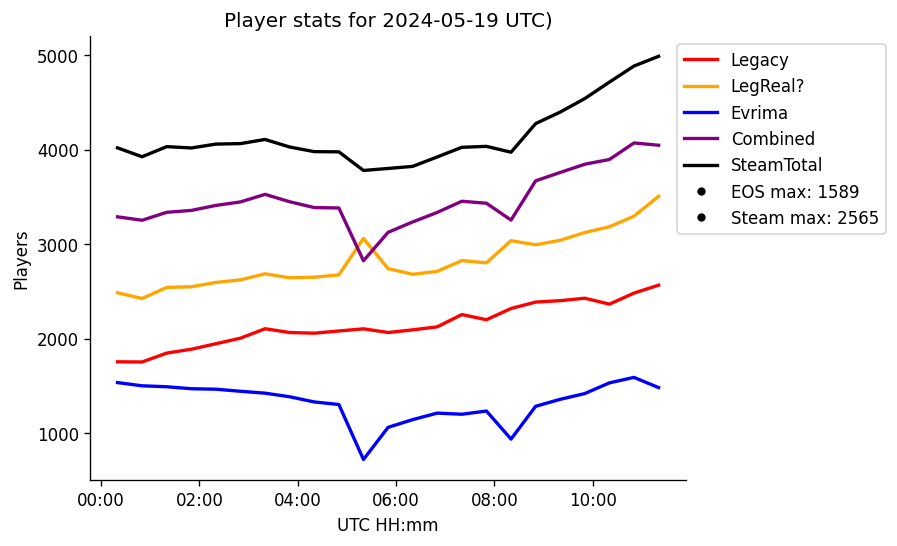 Player stats for 2024-05-19 UTC)
5000
4000
3000
2000
1000
Players
00:00 02:00 04:00 06:00 08:00 10:00
UTC HH:mm
Legacy
LegReal?
Evrima
Combined
SteamTotal
EOS max: 1589
Steam max: 2565